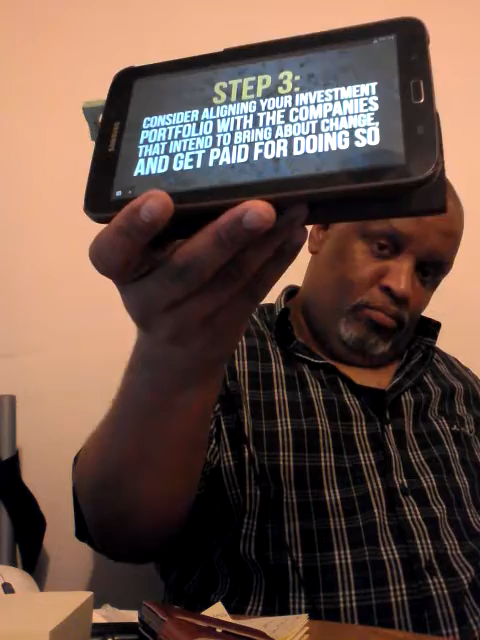 STEP 3:
CONSIDER ALIGNING YOUR INVESTMENT
PORTFOLIO WITH THE COMPANIES
THAT INTEND TO BRING ABOUT CHANGE,
AND GET PAID FOR DOING SO
SAMSUNG